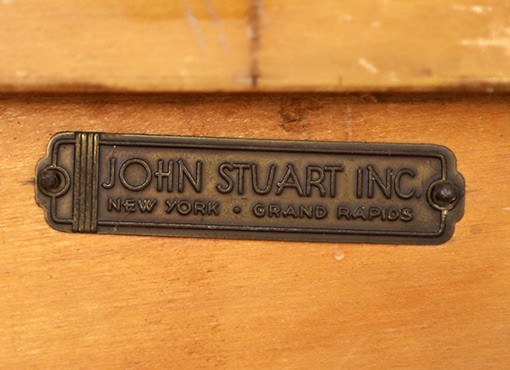 JOHN STUART INC.
NEW YORK · GRAND RAPIDS